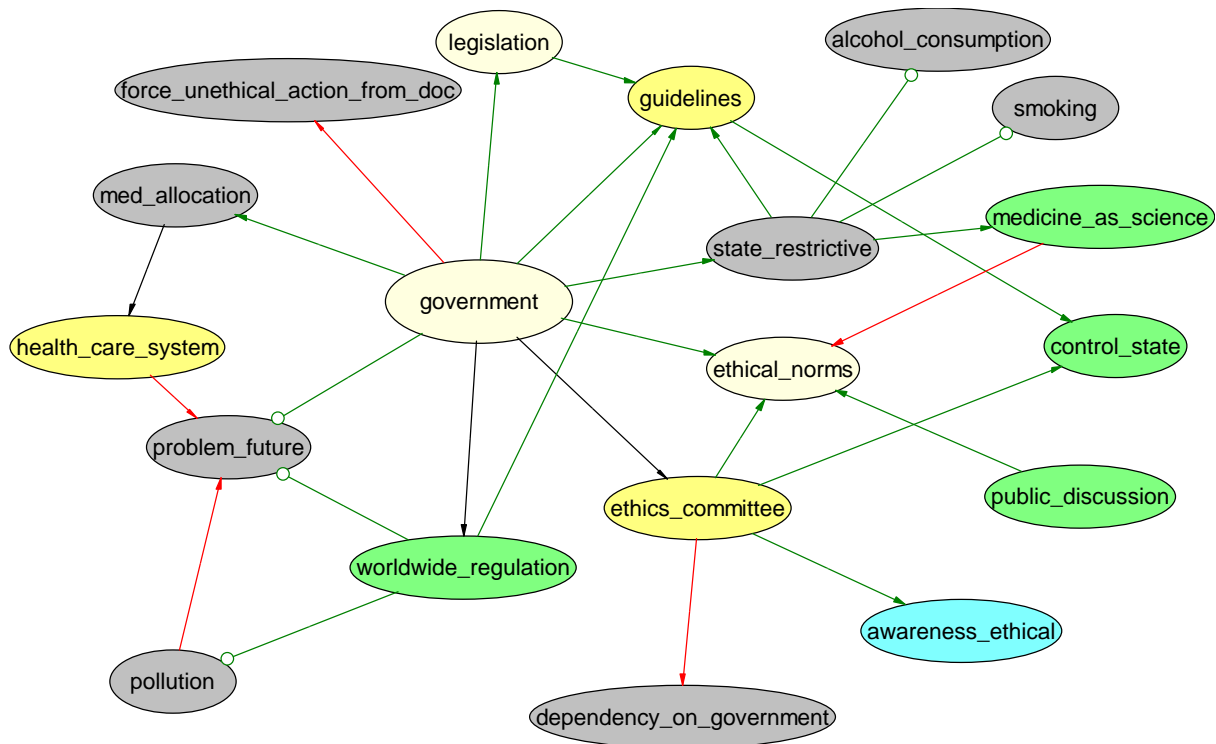 legislation
alcohol_consumption
force_unethical_action_from_doc
guidelines
smoking
med_allocation
medicine_as_science
state_restrictive
government
health_care_system
control_state
ethical_norms
problem_future
public_discussion
ethics_committee
worldwide_regulation
awareness_ethical
pollution
dependency_on_government